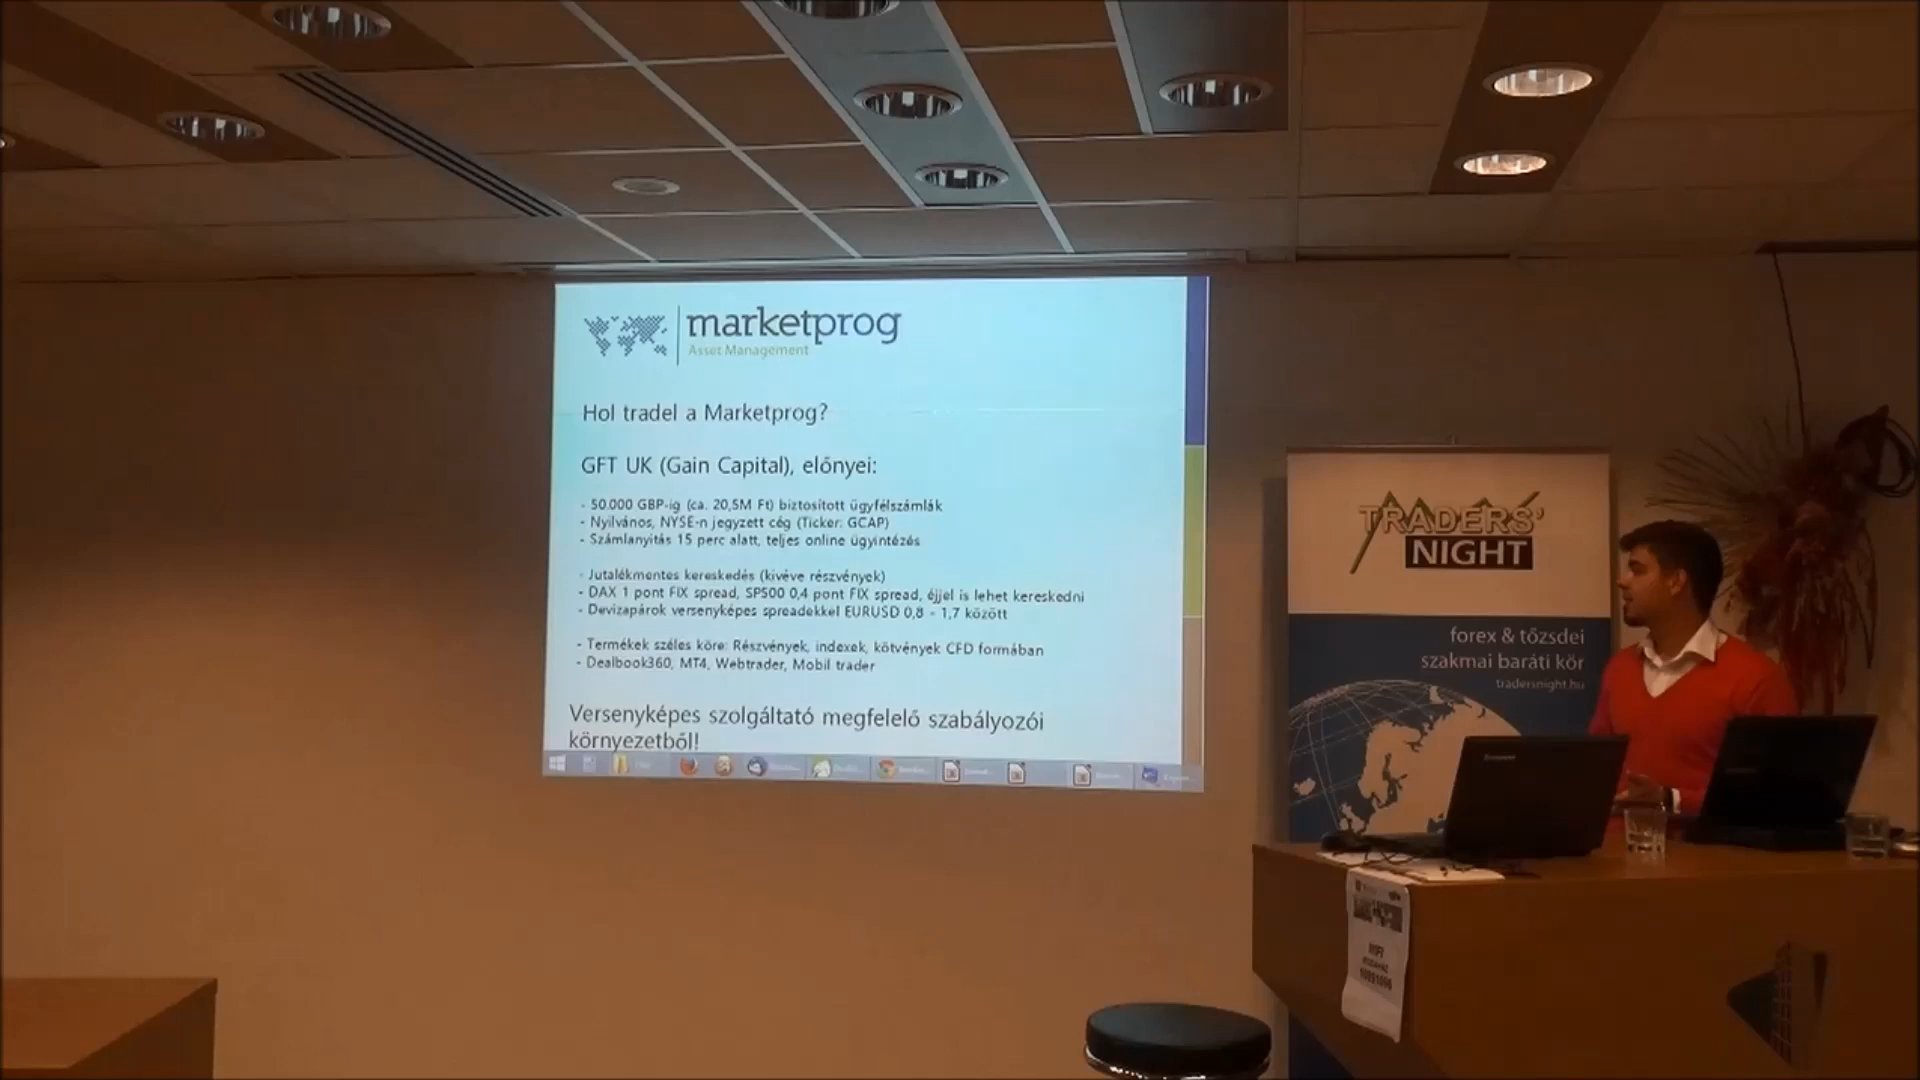 marketprog
Asset Management
Hol tradel a Marketprog?
GFT UK (Gain Capital), előnyei:
- 50.000 GBP-ig (ca. 20,5M Ft) biztosított ügyfélszámlák
- Nyilvános, NYSE-n jegyzett cég (Ticker: GCAP)
- Számlanyitás 15 perc alatt, teljes online ügyintézés
- Jutalékmentes kereskedés (kivéve részvények)
- DAX 1 pont FIX spread, SP500 0,4 pont FIX spread, éjjel is lehet kereskedni
- Devizapárok versenyképes spreadekkel EURUSD 0,8 - 1,7 között
- Termékek széles köre: Részvények, indexek, kötvények CFD formában
- Dealbook360, MT4, Webtrader, Mobil trader
Versenyképes szolgáltató megfelelő szabályozói
környezetből!
TRADERS'
NIGHT
forex & tőzsdei
szakmai baráti kör
tradersnight.hu
WIFI